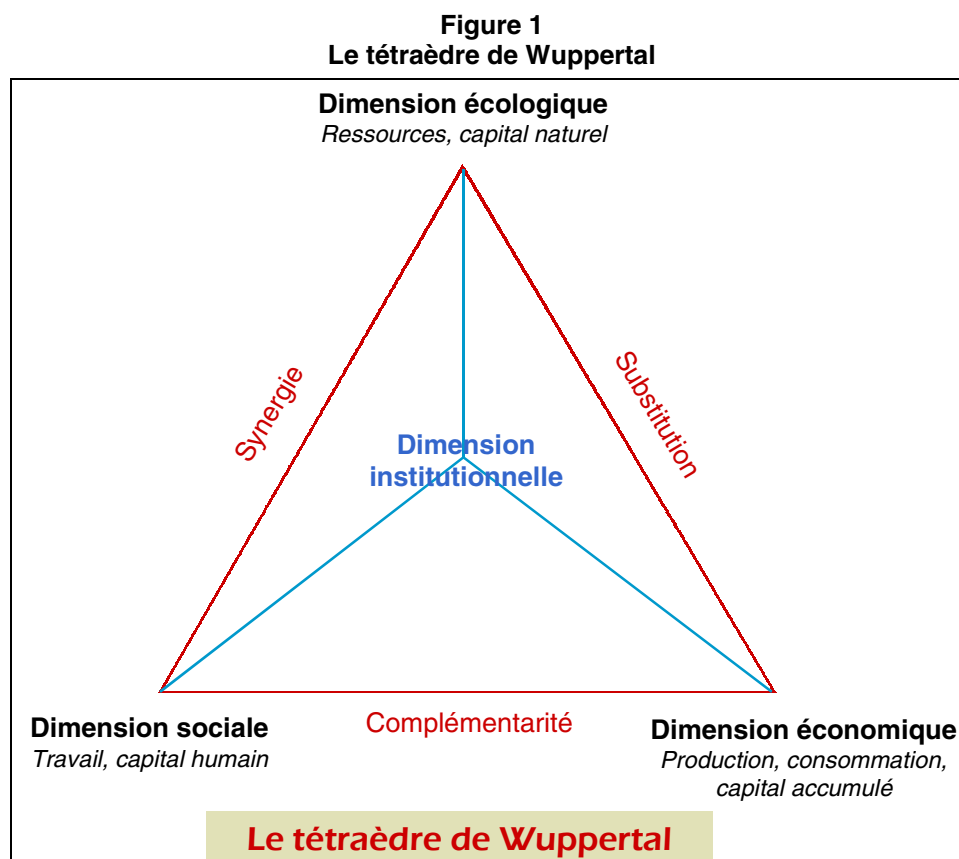 Figure 1
Le tétraèdre de Wuppertal
Dimension écologique
Ressources, capital naturel
Synergie
Substitution
Dimension
institutionnelle
Complémentarité
Dimension sociale
Travail, capital humain
Dimension économique
Production, consommation,
capital accumulé
Le tétraèdre de Wuppertal